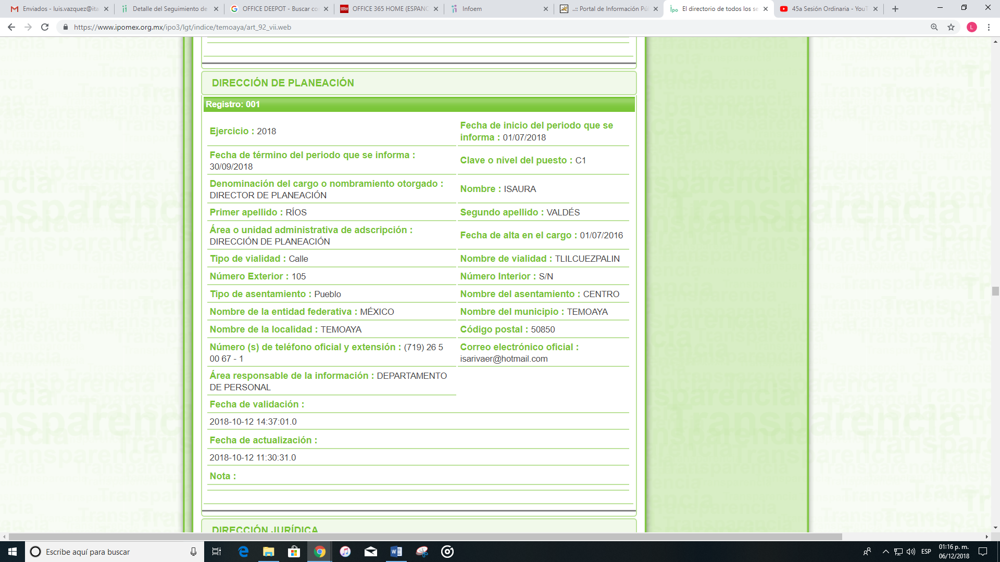 Enviados - luis.vazquez@ita
Detalle del Seguimiento de
OFFICE DEEPOT - Buscar co
OFFICE 365 HOME (ESPANC
Infoem
..:: Portal de Información Púb
El directorio de todos los se
45a Sesión Ordinaria - YouT
https://www.ipomex.org.mx/ipo3/lgt/indice/temoaya/art_92_vii.web
L
DIRECCIÓN DE PLANEACIÓN
Registro: 001
Ejercicio : 2018
Fecha de inicio del periodo que se
informa : 01/07/2018
Fecha de término del periodo que se informa :
30/09/2018
Clave o nivel del puesto : C1
Denominación del cargo o nombramiento otorgado :
DIRECTOR DE PLANEACIÓN
Nombre : ISAURA
Primer apellido : RÍOS
Segundo apellido : VALDÉS
Área o unidad administrativa de adscripción :
DIRECCIÓN DE PLANEACIÓN
Fecha de alta en el cargo : 01/07/2016
Tipo de vialidad : Calle
Nombre de vialidad : TLILCUEZPALIN
Número Exterior : 105
Número Interior : S/N
Tipo de asentamiento : Pueblo
Nombre del asentamiento : CENTRO
Nombre de la entidad federativa : MÉXICO
Nombre del municipio : TEMOAYA
Nombre de la localidad : TEMOAYA
Código postal : 50850
Número (s) de teléfono oficial y extensión : (719) 26 5
00 67 - 1
Correo electrónico oficial :
isarivaer@hotmail.com
Área responsable de la información : DEPARTAMENTO
DE PERSONAL
Fecha de validación :
2018-10-12 14:37:01.0
Fecha de actualización :
2018-10-12 11:30:31.0
Nota :
DIRECCIÓN JURÍDICA
Transparencia
Escribe aquí para buscar
ESP
01:16 p. m.
06/12/2018